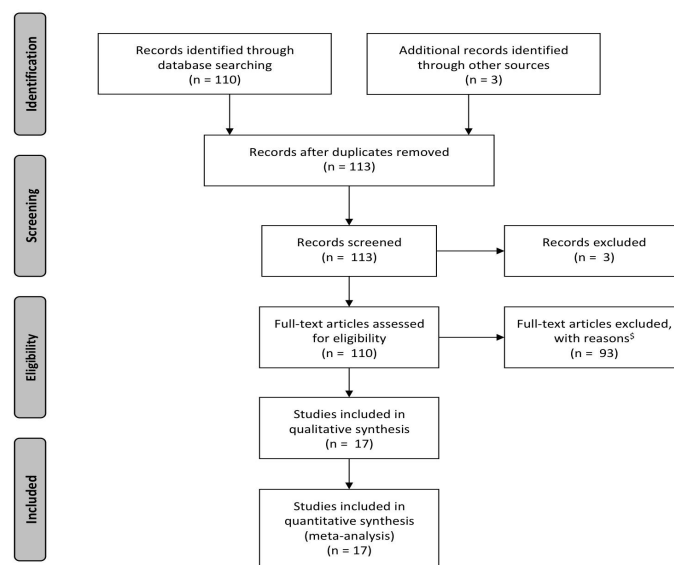 Identification
Records identified through
database searching
(n = 110)
Additional records identified
through other sources
(n = 3)
Records after duplicates removed
(n = 113)
Screening
Records screened
(n = 113)
Records excluded
(n = 3)
Eligibility
Full-text articles assessed
for eligibility
(n = 110)
Full-text articles excluded,
with reasons$
(n = 93)
Studies included in
qualitative synthesis
(n = 17)
Included
Studies included in
quantitative synthesis
(meta-analysis)
(n = 17)